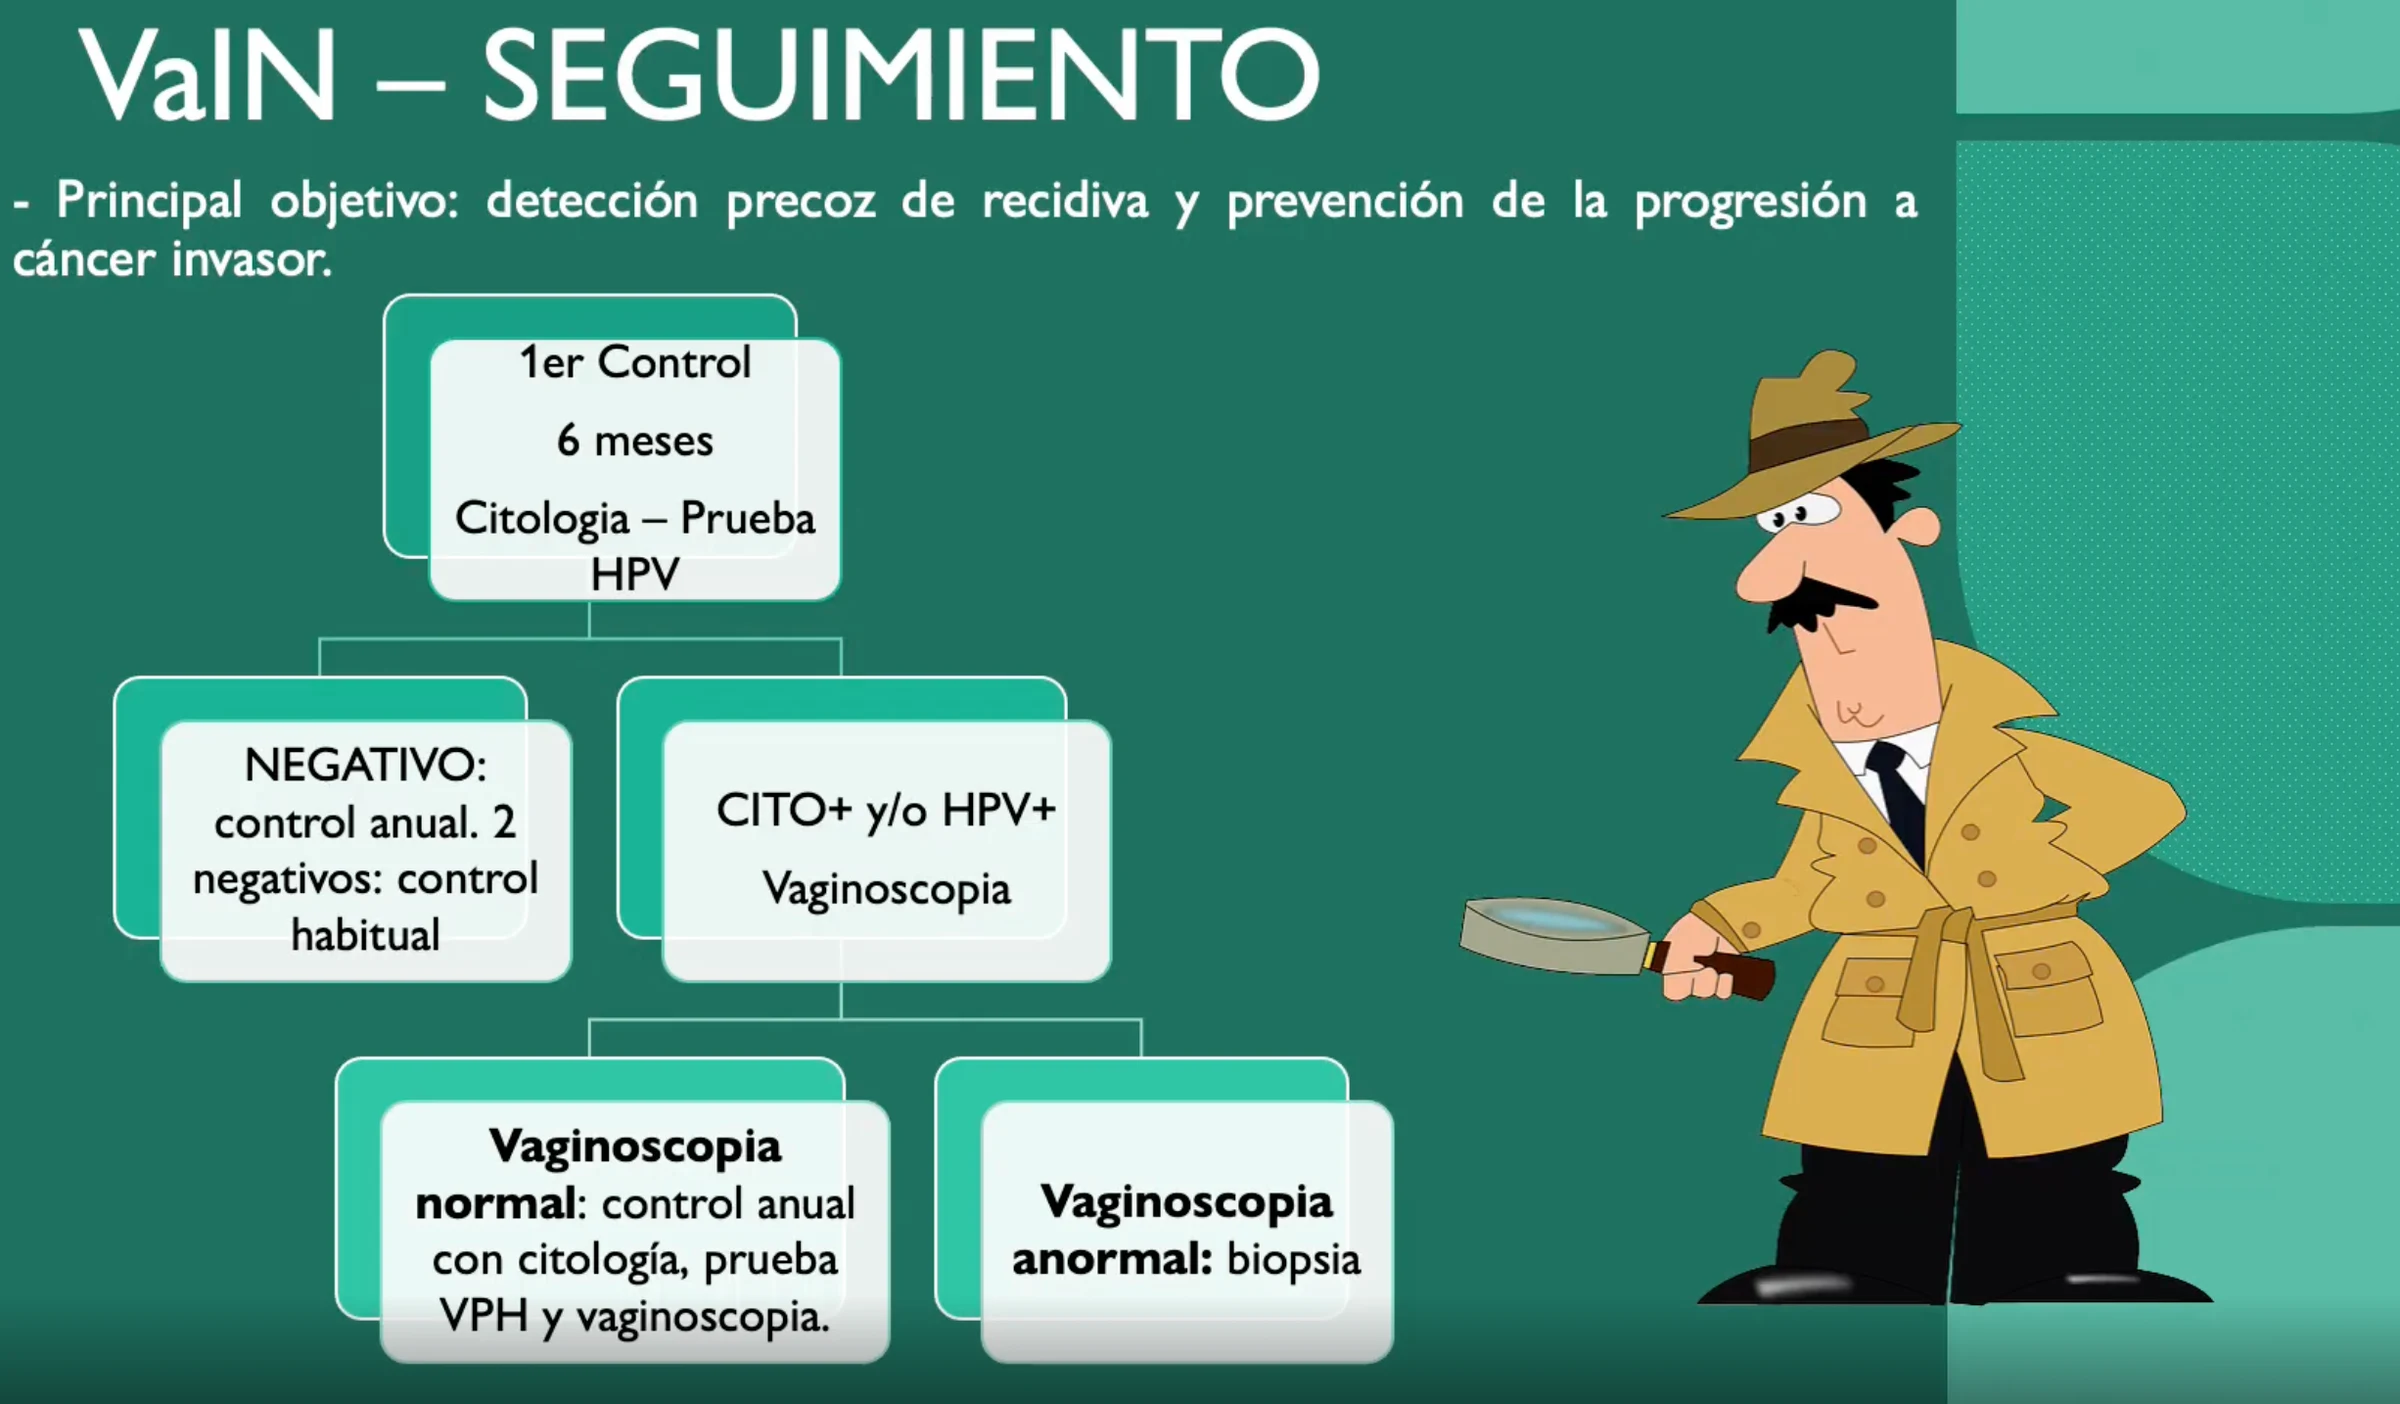 VaIN – SEGUIMIENTO
- Principal objetivo: detección precoz de recidiva y prevención de la progresión a
cáncer invasor.
1er Control
6 meses
Citologia – Prueba
HPV
NEGATIVO:
control anual. 2
negativos: control
habitual
CITO+ y/o HPV+
Vaginoscopia
Vaginoscopia
normal: control anual
con citología, prueba
VPH y vaginoscopia.
Vaginoscopia
anormal: biopsia